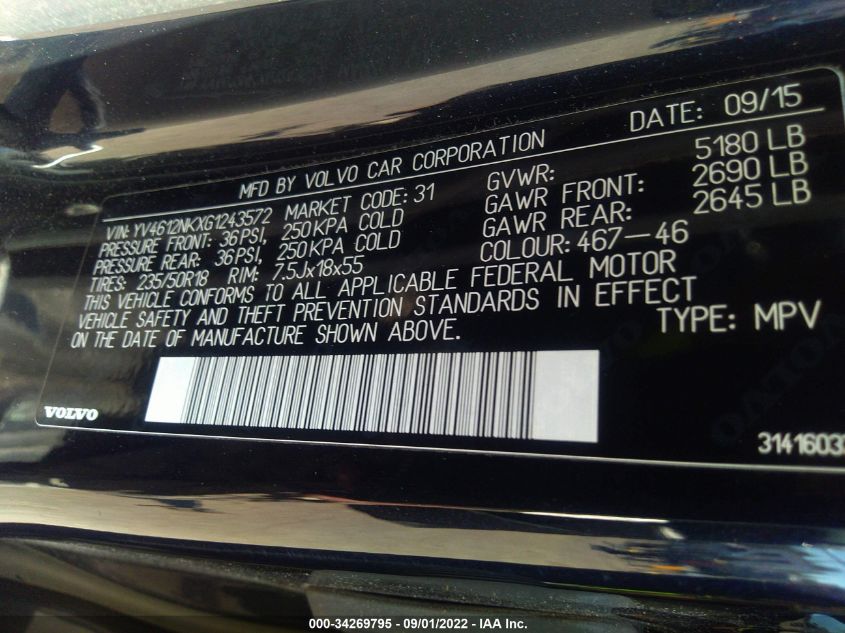 DATE: 09/15
MFD BY VOLVO CAR CORPORATION
VIN: YV4612NKXG1243572 MARKET CODE: 31
PRESSURE FRONT: 36PSI, 250KPA COLD
PRESSURE REAR: 36PSI, 250KPA COLD
TIRES: 235/50R18 RIM: 7.5Jx18x55
GVWR: 5180 LB
GAWR FRONT: 2690 LB
GAWR REAR: 2645 LB
COLOUR: 467-46
THIS VEHICLE CONFORMS TO ALL APPLICABLE FEDERAL MOTOR
VEHICLE SAFETY AND THEFT PREVENTION STANDARDS IN EFFECT
ON THE DATE OF MANUFACTURE SHOWN ABOVE.
TYPE: MPV
VOLVO
000-34269795 - 09/01/2022 - IAA Inc.